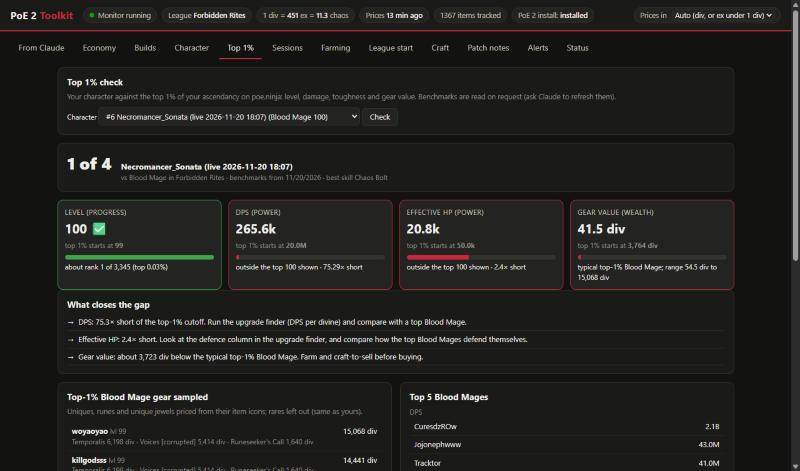 PoE 2 Toolkit
Monitor running
League Forbidden Rites
1 div = 451 ex = 11.3 chaos
Prices 13 min ago
1367 items tracked
PoE 2 install: installed
Prices in Auto (div, or ex under 1 div)
From Claude Economy Builds Character Top 1% Sessions Farming League start Craft Patch notes Alerts Status
Top 1% check
Your character against the top 1% of your ascendancy on poe.ninja: level, damage, toughness and gear value. Benchmarks are read on request (ask Claude to refresh them).
Character #6 Necromancer_Sonata (live 2026-11-20 18:07) (Blood Mage 100) Check
1 of 4 Necromancer_Sonata (live 2026-11-20 18:07)
vs Blood Mage in Forbidden Rites · benchmarks from 11/20/2026 · best skill Chaos Bolt
LEVEL (PROGRESS)
100
top 1% starts at 99
about rank 1 of 3,345 (top 0.03%)
DPS (POWER)
265.6k
top 1% starts at 20.0M
outside the top 100 shown · 75.29× short
EFFECTIVE HP (POWER)
20.8k
top 1% starts at 50.0k
outside the top 100 shown · 2.4× short
GEAR VALUE (WEALTH)
41.5 div
top 1% starts at 3,764 div
typical top-1% Blood Mage; range 54.5 div to
15,068 div
What closes the gap
→ DPS: 75.3× short of the top-1% cutoff. Run the upgrade finder (DPS per divine) and compare with a top Blood Mage.
→ Effective HP: 2.4× short. Look at the defence column in the upgrade finder, and compare how the top Blood Mages defend themselves.
→ Gear value: about 3,723 div below the typical top-1% Blood Mage. Farm and craft-to-sell before buying.
Top-1% Blood Mage gear sampled
Uniques, runes and unique jewels priced from their item icons; rares left out (same as yours).
woyaoyao lvl 99 15,068 div
Temporalis 6,198 div · Voices [corrupted] 5,414 div · Runeseeker's Call 1,640 div
killgodsss lvl 99 14,441 div
Temporalis 6,198 div · Voices [corrupted] 5,414 div · Runeseeker's Call 1,640 div
Top 5 Blood Mages
DPS
CuresdzROw 2.1B
Jojonephwww 43.0M
Tracktor 41.0M